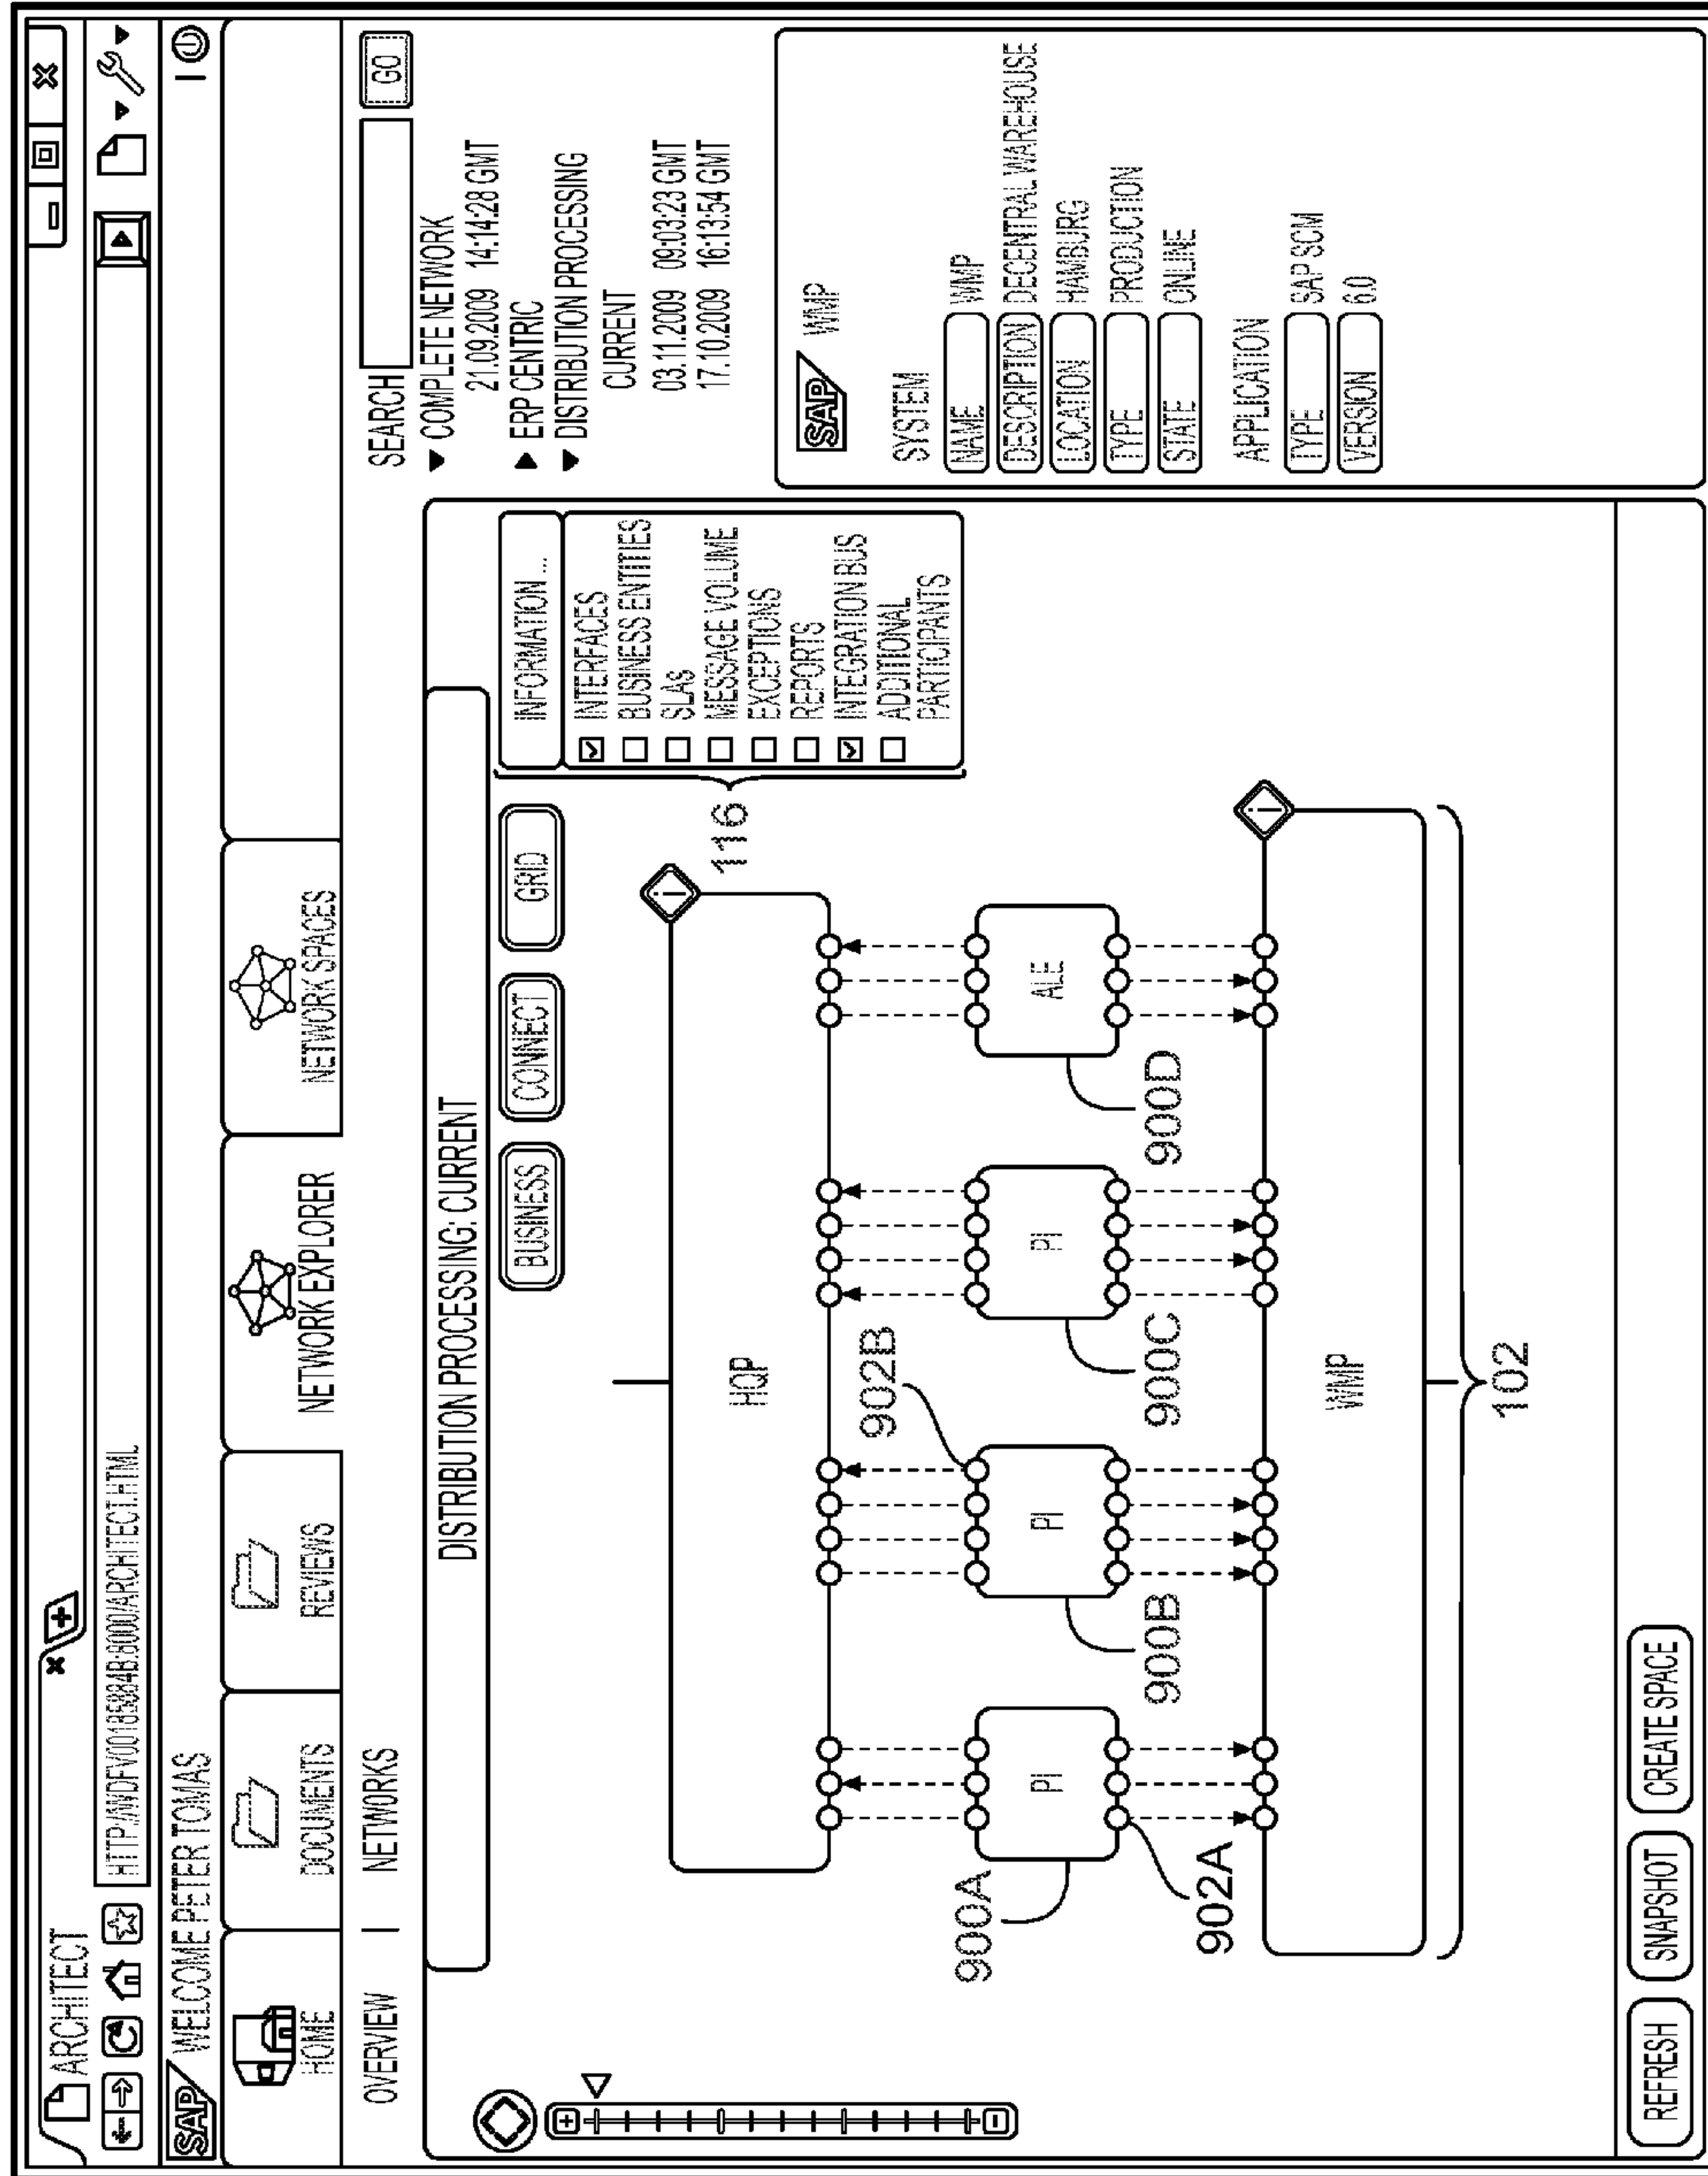 ARCHITECT
HTTP://WDFV00185884B:8000/ARCHITECT.HTML
SAP WELCOME PETER TOMAS
HOME
DOCUMENTS
REVIEWS
NETWORK EXPLORER
NETWORK SPACES
OVERVIEW | NETWORKS
DISTRIBUTION PROCESSING: CURRENT
BUSINESS
CONNECT
GRID
INFORMATION ...
INTERFACES
BUSINESS ENTITIES
SLAS
MESSAGE VOLUME
EXCEPTIONS
REPORTS
INTEGRATION BUS
ADDITIONAL
PARTICIPANTS
116
HQP
902B
PI
PI
PI
ALE
900A
900B
900C
900D
902A
WMP
102
SEARCH
GO
COMPLETE NETWORK
21.09.2009 14:14:28 GMT
ERP CENTRIC
DISTRIBUTION PROCESSING
CURRENT
03.11.2009 09:03:23 GMT
17.10.2009 16:13:54 GMT
SAP WMP
SYSTEM
NAME WMP
DESCRIPTION DECENTRAL WAREHOUSE
LOCATION HAMBURG
TYPE PRODUCTION
STATE ONLINE
APPLICATION
TYPE SAP SCM
VERSION 6.0
REFRESH
SNAPSHOT
CREATE SPACE